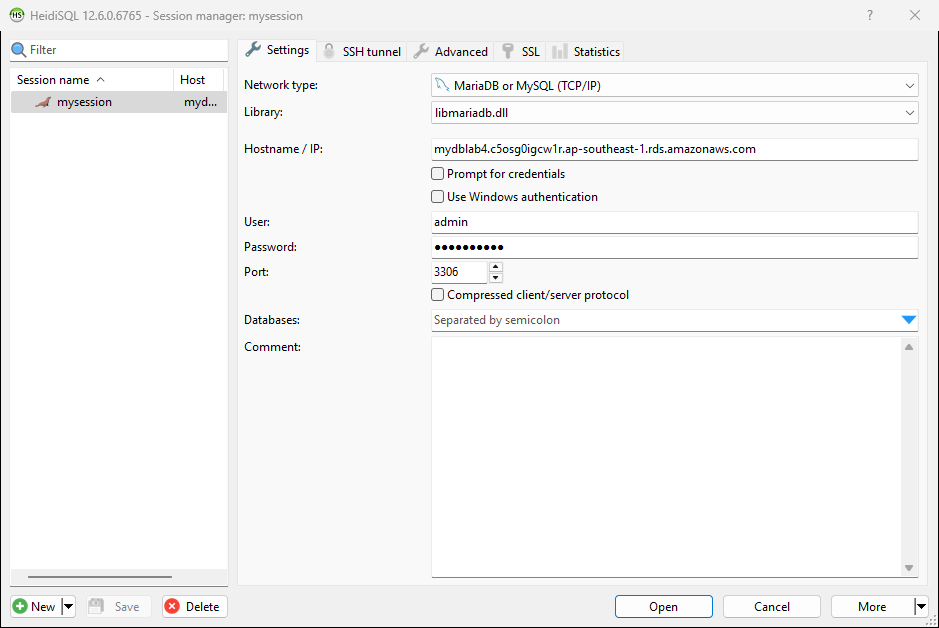 HeidiSQL 12.6.0.6765 - Session manager: mysession
Filter
Session name Host
mysession myd...
Settings SSH tunnel Advanced SSL Statistics
Network type: MariaDB or MySQL (TCP/IP)
Library: libmariadb.dll
Hostname / IP: mydblab4.c5osg0igcw1r.ap-southeast-1.rds.amazonaws.com
Prompt for credentials
Use Windows authentication
User: admin
Password: ●●●●●●●●●●
Port: 3306
Compressed client/server protocol
Databases: Separated by semicolon
Comment:
New Save Delete Open Cancel More